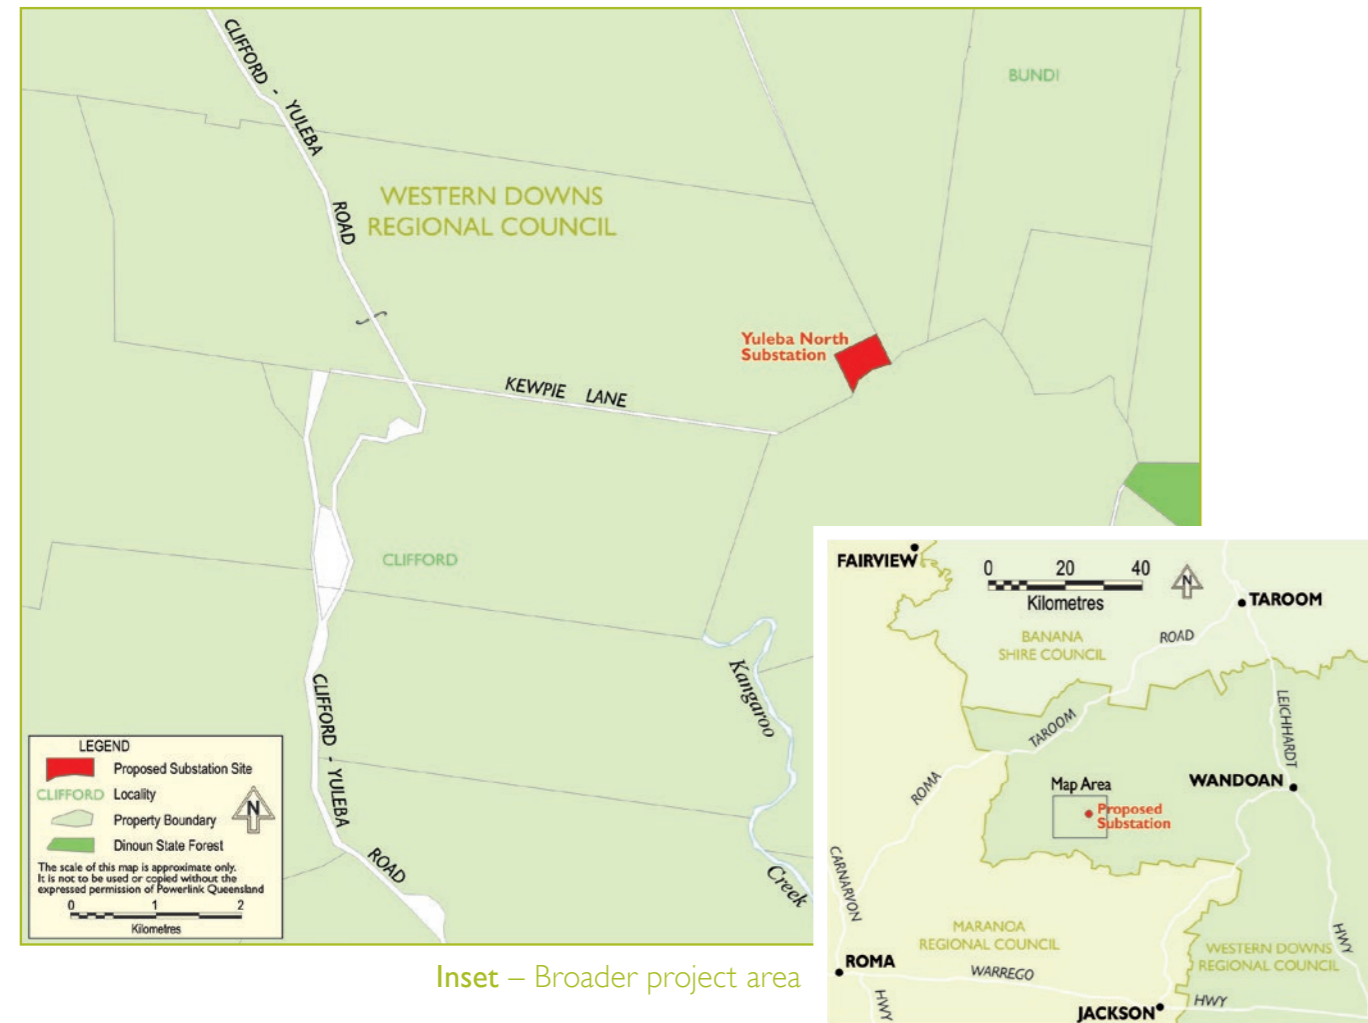 CLIFFORD - YULEBA ROAD
BUNDI
WESTERN DOWNS
REGIONAL COUNCIL
Yuleba North
Substation
KEWPIE LANE
CLIFFORD
Kangaroo
Creek
CLIFFORD - YULEBA
ROAD
LEGEND
Proposed Substation Site
CLIFFORD Locality
Property Boundary
Dinoun State Forest
N
The scale of this map is approximate only.
It is not to be used or copied without the
expressed permission of Powerlink Queensland
0 1 2
Kilometres
Inset – Broader project area
FAIRVIEW
0 20 40
Kilometres
N
TAROOM
BANANA
SHIRE COUNCIL
ROAD
TAROOM
ROMA
LEICHHARDT
WANDOAN
Map Area
Proposed
Substation
CARNARVON
MARANOA
REGIONAL COUNCIL
HWY
WESTERN DOWNS
REGIONAL COUNCIL
ROMA
WARREGO
HWY
HWY
JACKSON